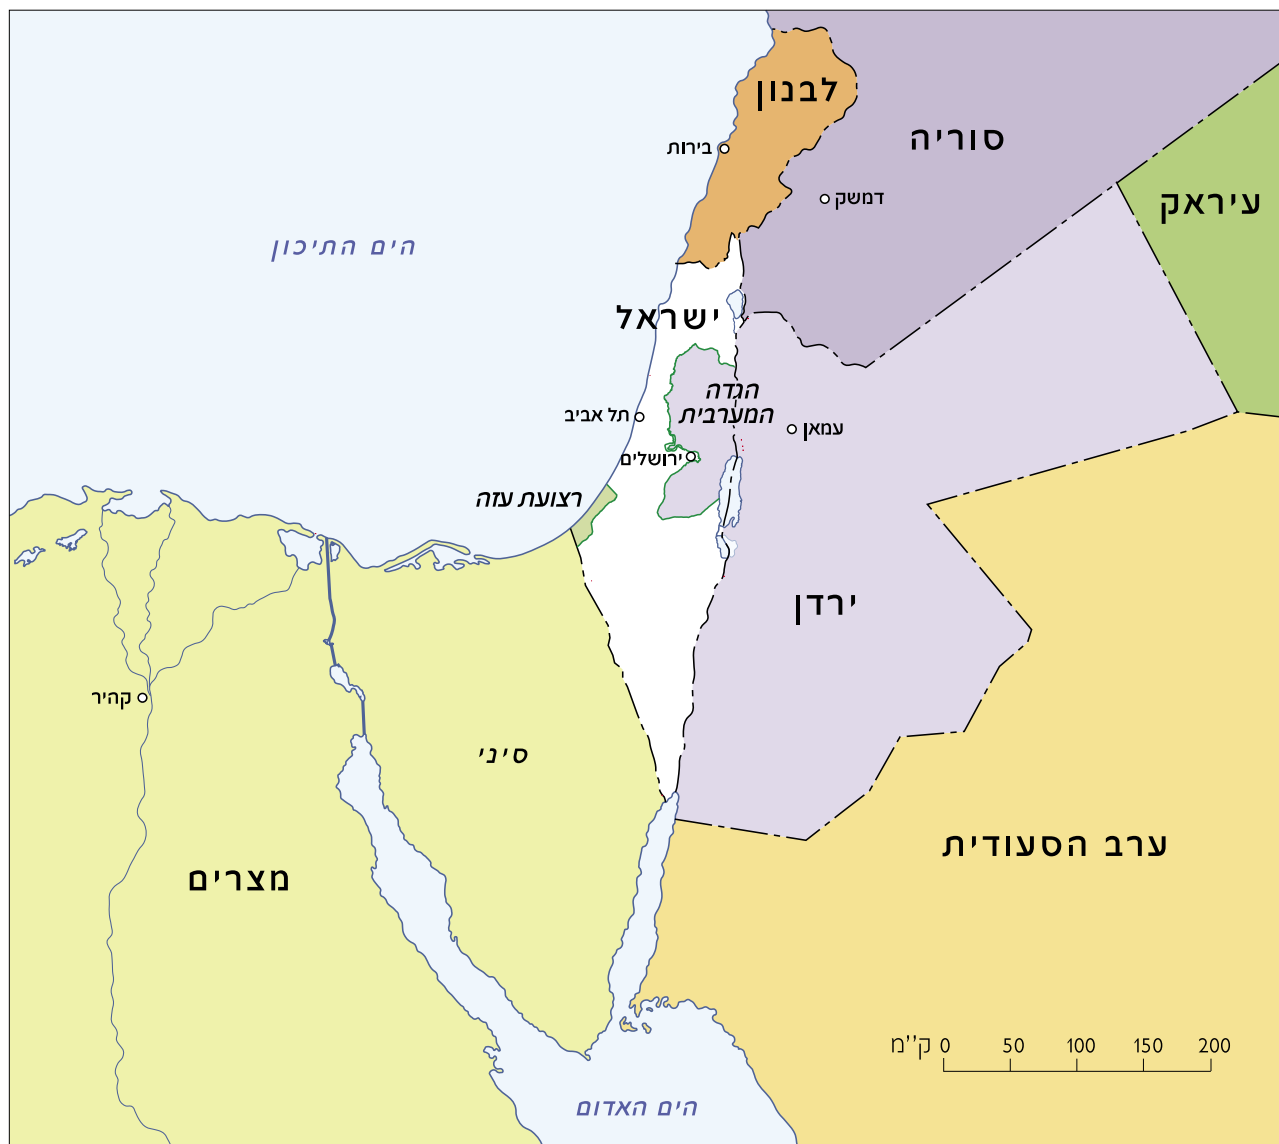 לבנון
סוריה
בירות
דמשק
עיראק
הים התיכון
ישראל
הגדה
המערבית
תל אביב
עמאן
ירושלים
רצועת עזה
ירדן
קהיר
סיני
ערב הסעודית
מצרים
ק''מ 0 50 100 150 200
הים האדום